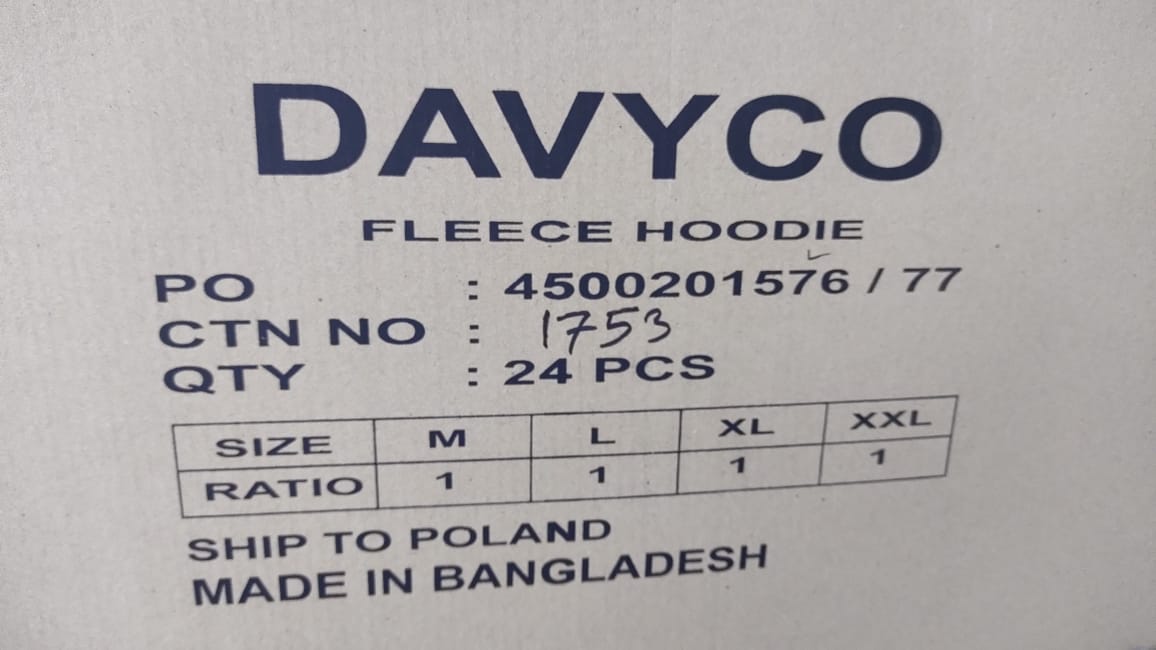 DAVYCO
FLEECE HOODIE
PO : 4500201576 / 77
CTN NO : 1753
QTY : 24 PCS
SIZE M L XL XXL
RATIO 1 1 1 1
SHIP TO POLAND
MADE IN BANGLADESH